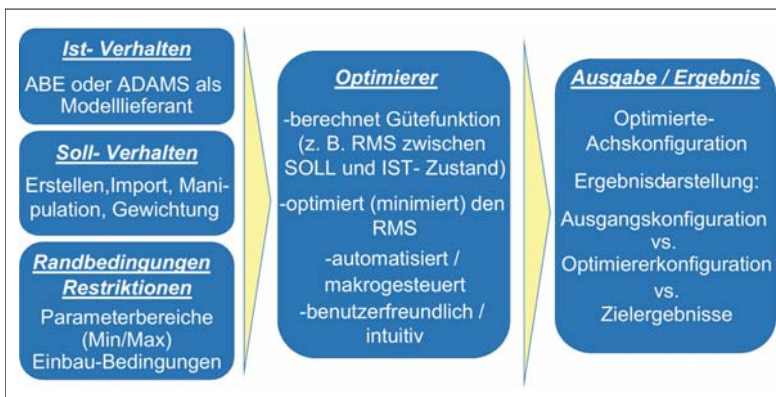 Ist- Verhalten
ABE oder ADAMS als
Modelllieferant
Soll- Verhalten
Erstellen,Import, Mani-
pulation, Gewichtung
Randbedingungen
Restriktionen
Parameterbereiche
(Min/Max)
Einbau-Bedingungen
Optimierer
-berechnet Gütefunktion
(z. B. RMS zwischen
SOLL und IST- Zustand)
-optimiert (minimiert) den
RMS
-automatisiert /
makrogesteuert
-benutzerfreundlich /
intuitiv
Ausgabe / Ergebnis
Optimierte-
Achskonfiguration
Ergebnisdarstellung:
Ausgangskonfiguration
vs.
Optimiererkonfiguration
vs.
Zielergebnisse